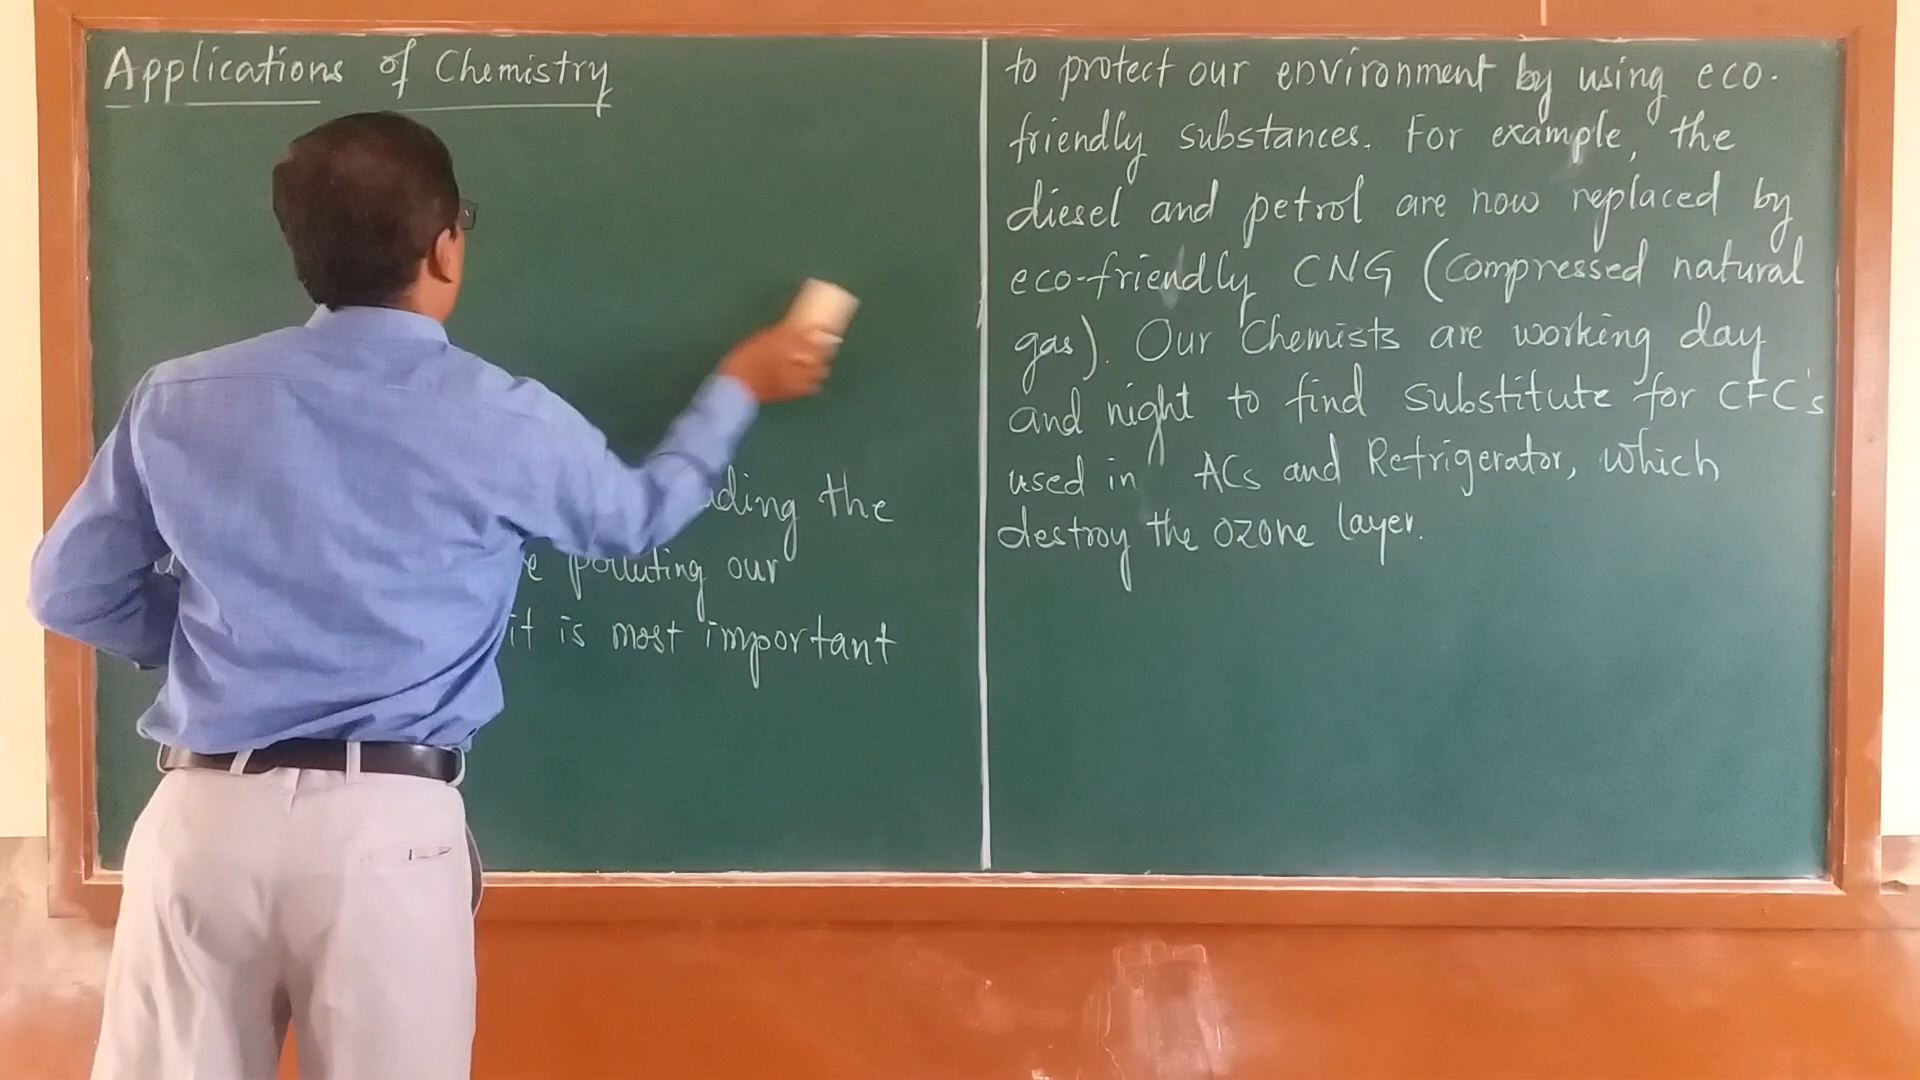 Applications of Chemistry
the
polluting our
it is most important
to protect our environment by using eco-
friendly substances. For example, the
diesel and petrol are now replaced by
eco-friendly CNG (Compressed natural
gas). Our Chemists are working day
and night to find substitute for CFC's
used in ACs and Refrigerator, which
destroy the ozone layer.